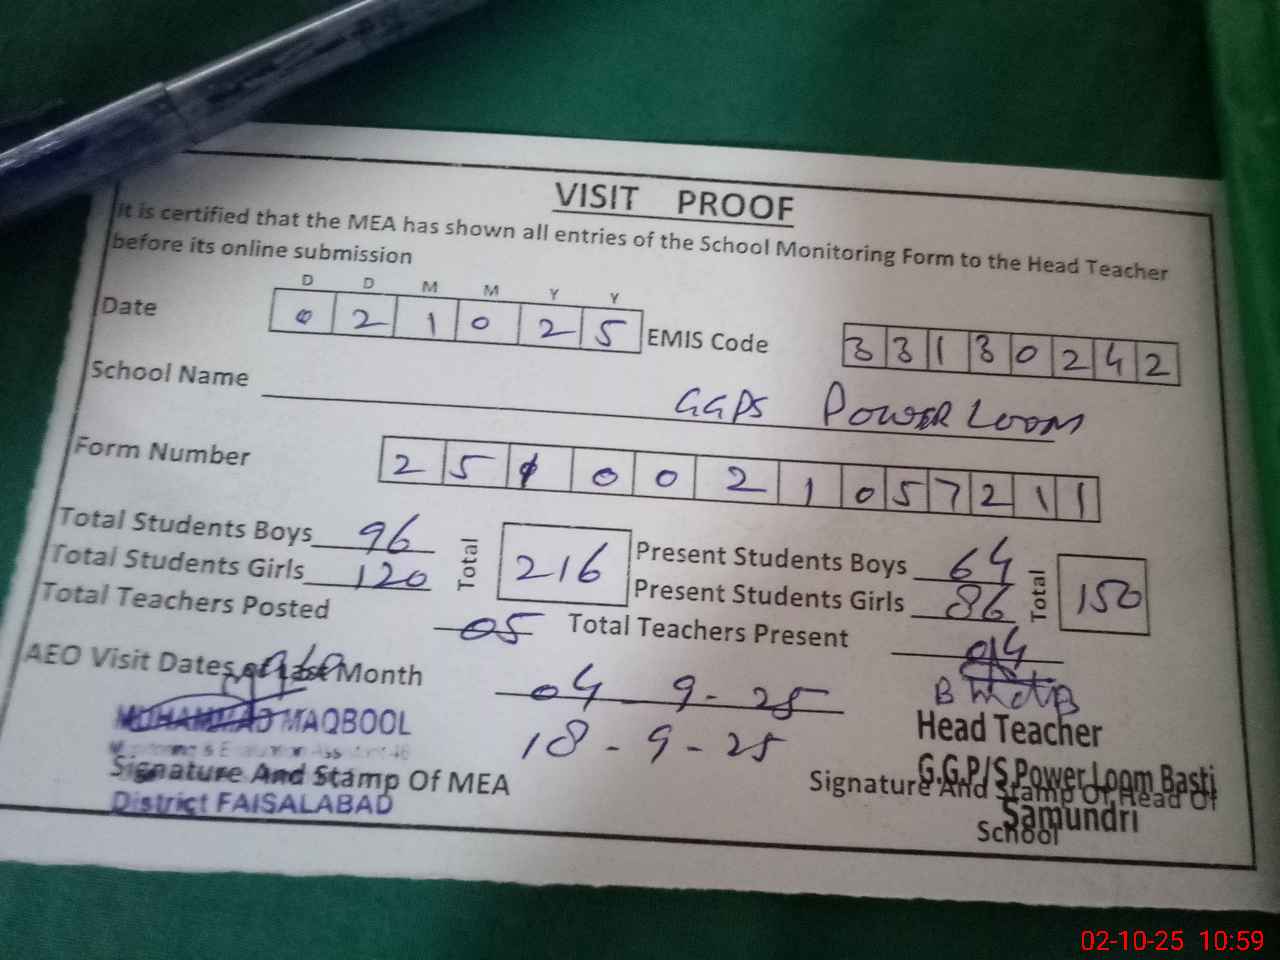 VISIT PROOF
It is certified that the MEA has shown all entries of the School Monitoring Form to the Head Teacher
before its online submission
D D M M Y Y
Date 0 2 1 0 2 5 EMIS Code 3 3 1 3 0 2 4 2
School Name GGPS POWER LOOM
Form Number 2 5 1 0 0 2 1 0 5 7 2 1 1
Total Students Boys 96 Total 216 Present Students Boys 64 Total 150
Total Students Girls 120 Present Students Girls 86
Total Teachers Posted 05 Total Teachers Present 04
AEO Visit Dates of Last Month 04-9-25
18-9-25
MUHAMMAD MAQBOOL
Signature And Stamp Of MEA
District FAISALABAD
Head Teacher
G.G.P/S.Power Loom Basti
Samundri
Signature And Stamp Of Head Of
School
02-10-25 10:59